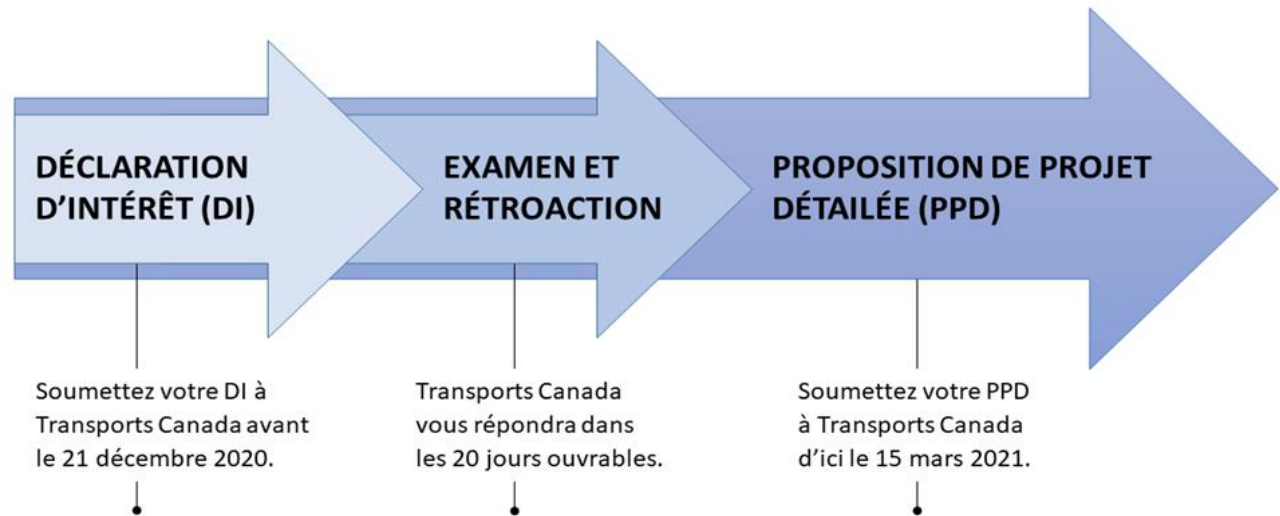 DÉCLARATION
D’INTÉRÊT (DI)
Soumettez votre DI à
Transports Canada avant
le 21 décembre 2020.
EXAMEN ET
RÉTROACTION
Transports Canada
vous répondra dans
les 20 jours ouvrables.
PROPOSITION DE PROJET
DÉTAILÉE (PPD)
Soumettez votre PPD
à Transports Canada
d’ici le 15 mars 2021.